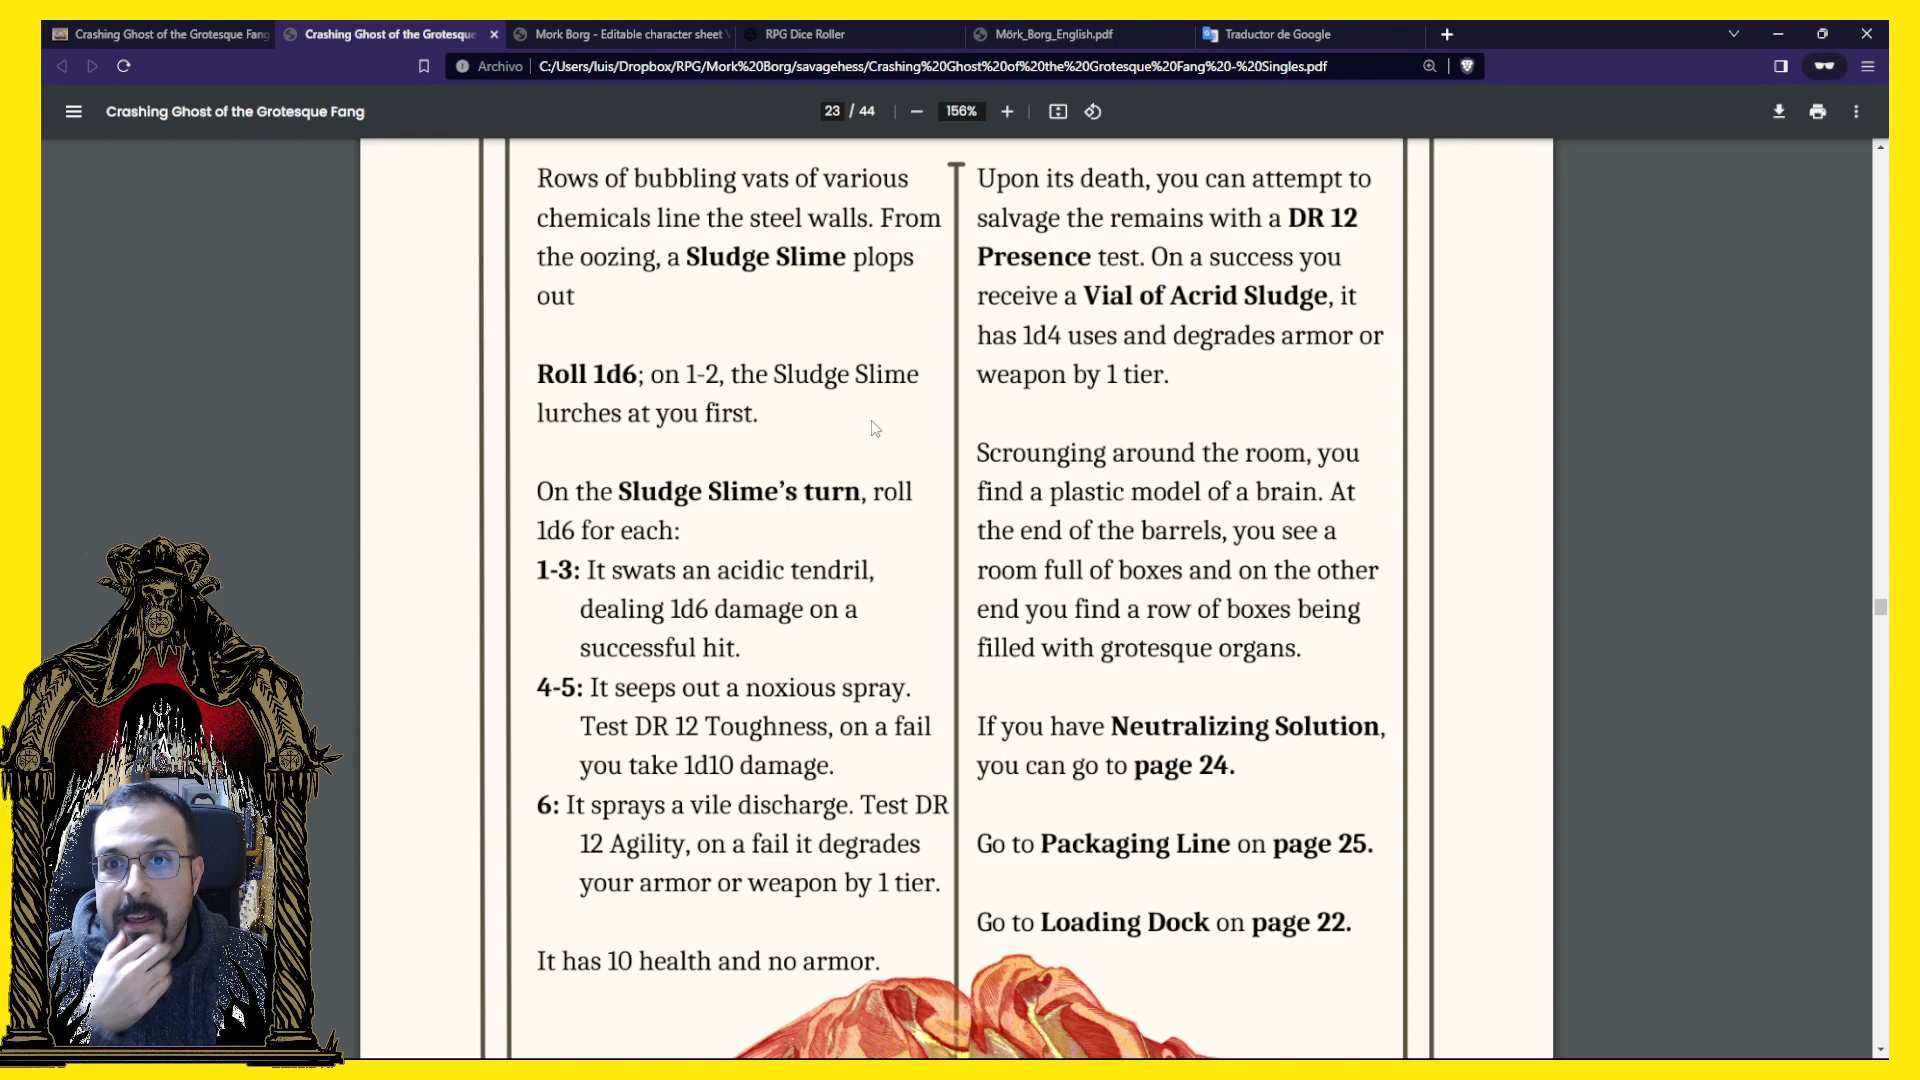 Crashing Ghost of the Grotesque Fang
Crashing Ghost of the Grotesque
Mork Borg - Editable character sheet
RPG Dice Roller
Mörk_Borg_English.pdf
Traductor de Google
Archivo
C:/Users/luis/Dropbox/RPG/Mork%20Borg/savagehess/Crashing%20Ghost%20of%20the%20Grotesque%20Fang%20-%20Singles.pdf
Crashing Ghost of the Grotesque Fang
23 / 44
156%
Rows of bubbling vats of various
chemicals line the steel walls. From
the oozing, a Sludge Slime plops
out
Roll 1d6; on 1-2, the Sludge Slime
lurches at you first.
On the Sludge Slime’s turn, roll
1d6 for each:
1-3: It swats an acidic tendril,
dealing 1d6 damage on a
successful hit.
4-5: It seeps out a noxious spray.
Test DR 12 Toughness, on a fail
you take 1d10 damage.
6: It sprays a vile discharge. Test DR
12 Agility, on a fail it degrades
your armor or weapon by 1 tier.
It has 10 health and no armor.
Upon its death, you can attempt to
salvage the remains with a DR 12
Presence test. On a success you
receive a Vial of Acrid Sludge, it
has 1d4 uses and degrades armor or
weapon by 1 tier.
Scrounging around the room, you
find a plastic model of a brain. At
the end of the barrels, you see a
room full of boxes and on the other
end you find a row of boxes being
filled with grotesque organs.
If you have Neutralizing Solution,
you can go to page 24.
Go to Packaging Line on page 25.
Go to Loading Dock on page 22.